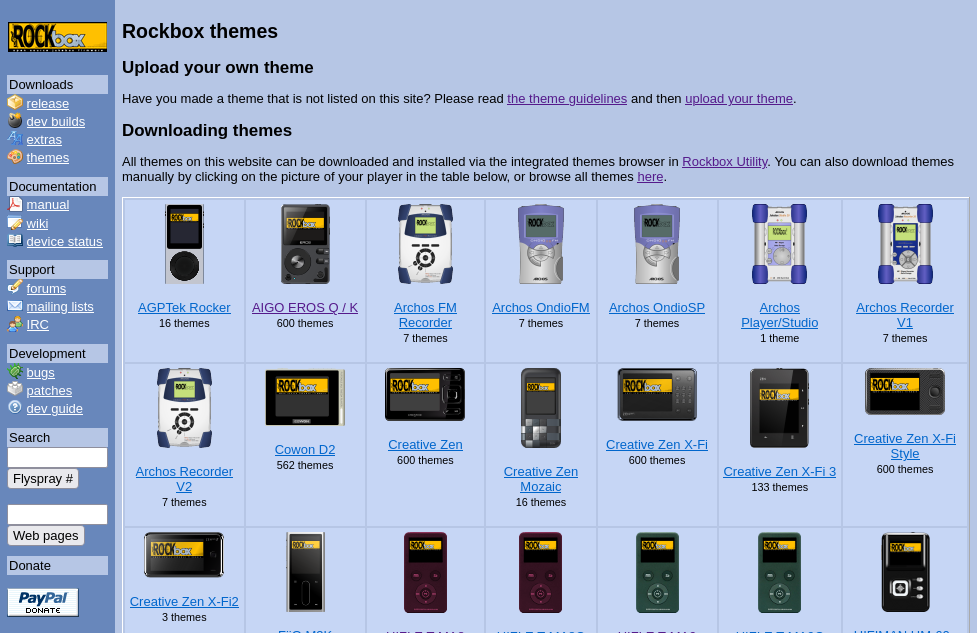 ROCKbox
Downloads
release
dev builds
extras
themes
Documentation
manual
wiki
device status
Support
forums
mailing lists
IRC
Development
bugs
patches
dev guide
Search
Flyspray #
Web pages
Donate
PayPal
DONATE
Rockbox themes
Upload your own theme
Have you made a theme that is not listed on this site? Please read the theme guidelines and then upload your theme.
Downloading themes
All themes on this website can be downloaded and installed via the integrated themes browser in Rockbox Utility. You can also download themes
manually by clicking on the picture of your player in the table below, or browse all themes here.
AGPTek Rocker
16 themes
AIGO EROS Q / K
600 themes
Archos FM
Recorder
7 themes
Archos OndioFM
7 themes
Archos OndioSP
7 themes
Archos
Player/Studio
1 theme
Archos Recorder
V1
7 themes
Archos Recorder
V2
7 themes
Cowon D2
562 themes
Creative Zen
600 themes
Creative Zen
Mozaic
16 themes
Creative Zen X-Fi
600 themes
Creative Zen X-Fi 3
133 themes
Creative Zen X-Fi
Style
600 themes
Creative Zen X-Fi2
3 themes